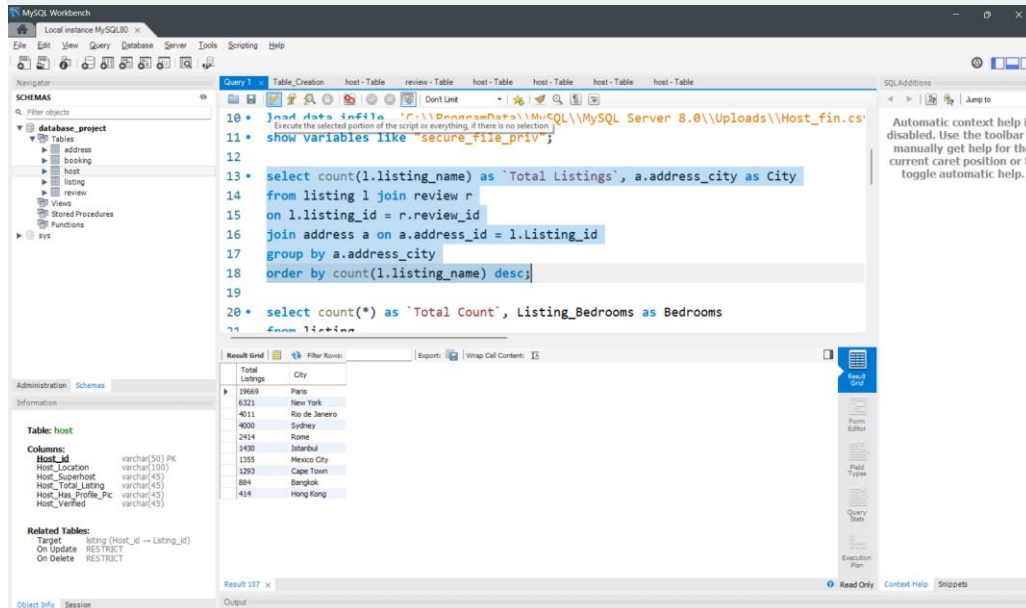 MySQL Workbench
Local instance MySQL80 ×
File Edit View Query Database Server Tools Scripting Help
Navigator
SCHEMAS
Filter objects
database_project
Tables
address
booking
host
listing
review
Views
Stored Procedures
Functions
sys
Administration Schemas
Information
Table: host
Columns:
Host_id varchar(50) PK
Host_Location varchar(100)
Host_Superhost varchar(45)
Host_Total_Listing varchar(45)
Host_Has_Profile_Pic varchar(45)
Host_Verified varchar(45)
Related Tables:
Target listing (Host_id → Listing_id)
On Update RESTRICT
On Delete RESTRICT
Object Info Session
Query 1 × Table_Creation host - Table review - Table host - Table host - Table host - Table host - Table
Don't Limit
10 load data infile 'C:\\ProgramData\\MySQL\\MySQL Server 8.0\\Uploads\\Host_fin.cs
Execute the selected portion of the script or everything, if there is no selection
11 show variables like "secure_file_priv";
12
13 select count(l.listing_name) as `Total Listings`, a.address_city as City
14 from listing l join review r
15 on l.listing_id = r.review_id
16 join address a on a.address_id = l.Listing_id
17 group by a.address_city
18 order by count(l.listing_name) desc;
19
20 select count(*) as `Total Count`, Listing_Bedrooms as Bedrooms
21 from listing
Result Grid Filter Rows: Export: Wrap Cell Content:
Total Listings City
19669 Paris
6321 New York
4011 Rio de Janeiro
4000 Sydney
2414 Rome
1430 Istanbul
1355 Mexico City
1293 Cape Town
884 Bangkok
414 Hong Kong
Result Grid
Form Editor
Field Types
Query Stats
Execution Plan
Result 107 ×
Read Only
Output
SQLAdditions
Jump to
Automatic context help i
disabled. Use the toolbar
manually get help for th
current caret position or
toggle automatic help.
Context Help Snippets